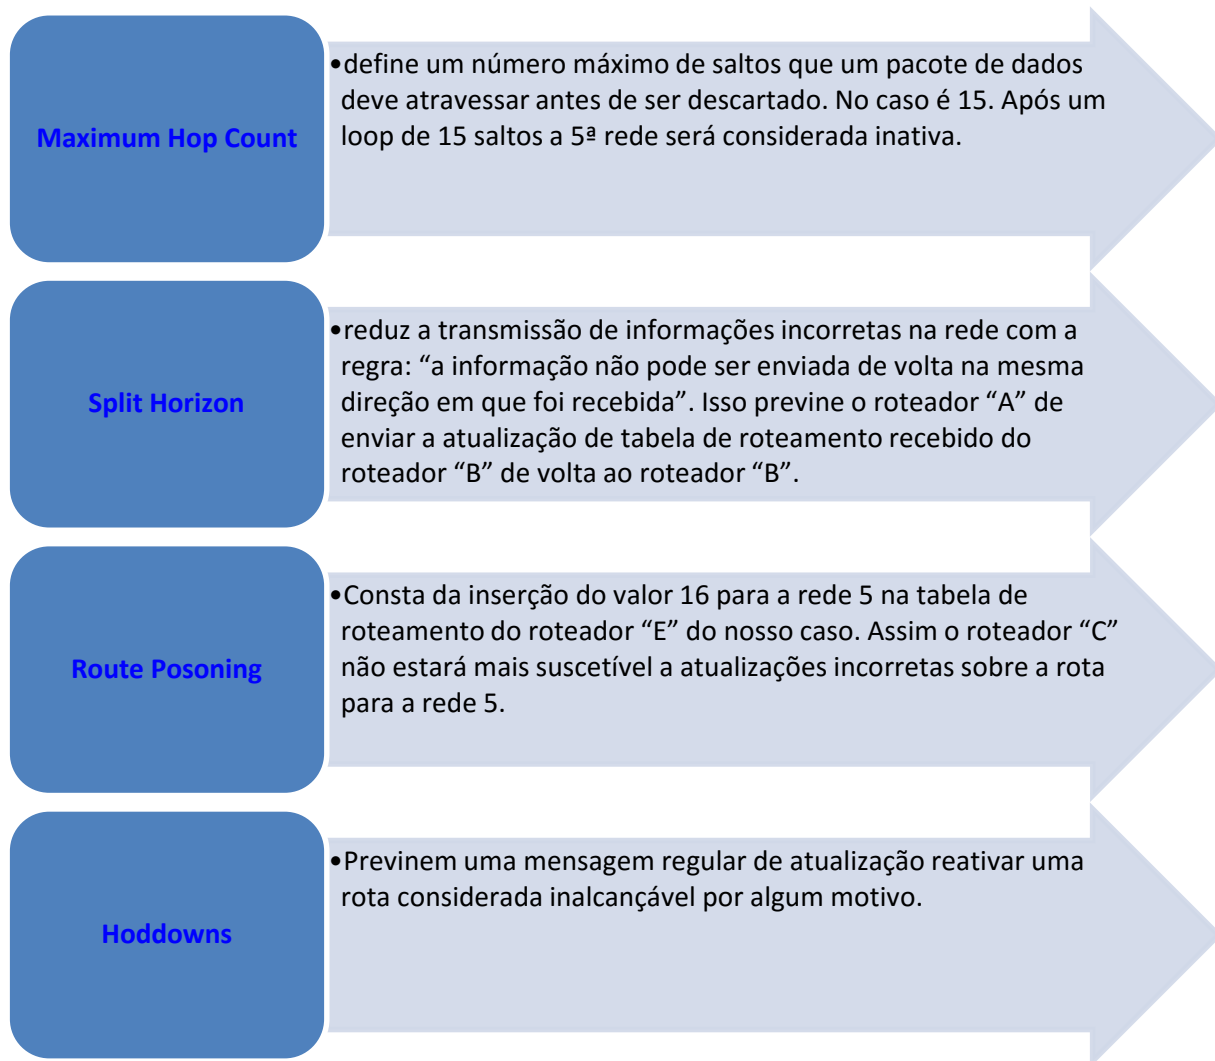 Maximum Hop Count
•define um número máximo de saltos que um pacote de dados
deve atravessar antes de ser descartado. No caso é 15. Após um
loop de 15 saltos a 5ª rede será considerada inativa.
Split Horizon
•reduz a transmissão de informações incorretas na rede com a
regra: “a informação não pode ser enviada de volta na mesma
direção em que foi recebida”. Isso previne o roteador “A” de
enviar a atualização de tabela de roteamento recebido do
roteador “B” de volta ao roteador “B”.
Route Posoning
•Consta da inserção do valor 16 para a rede 5 na tabela de
roteamento do roteador “E” do nosso caso. Assim o roteador “C”
não estará mais suscetível a atualizações incorretas sobre a rota
para a rede 5.
Hoddowns
•Previnem uma mensagem regular de atualização reativar uma
rota considerada inalcançável por algum motivo.